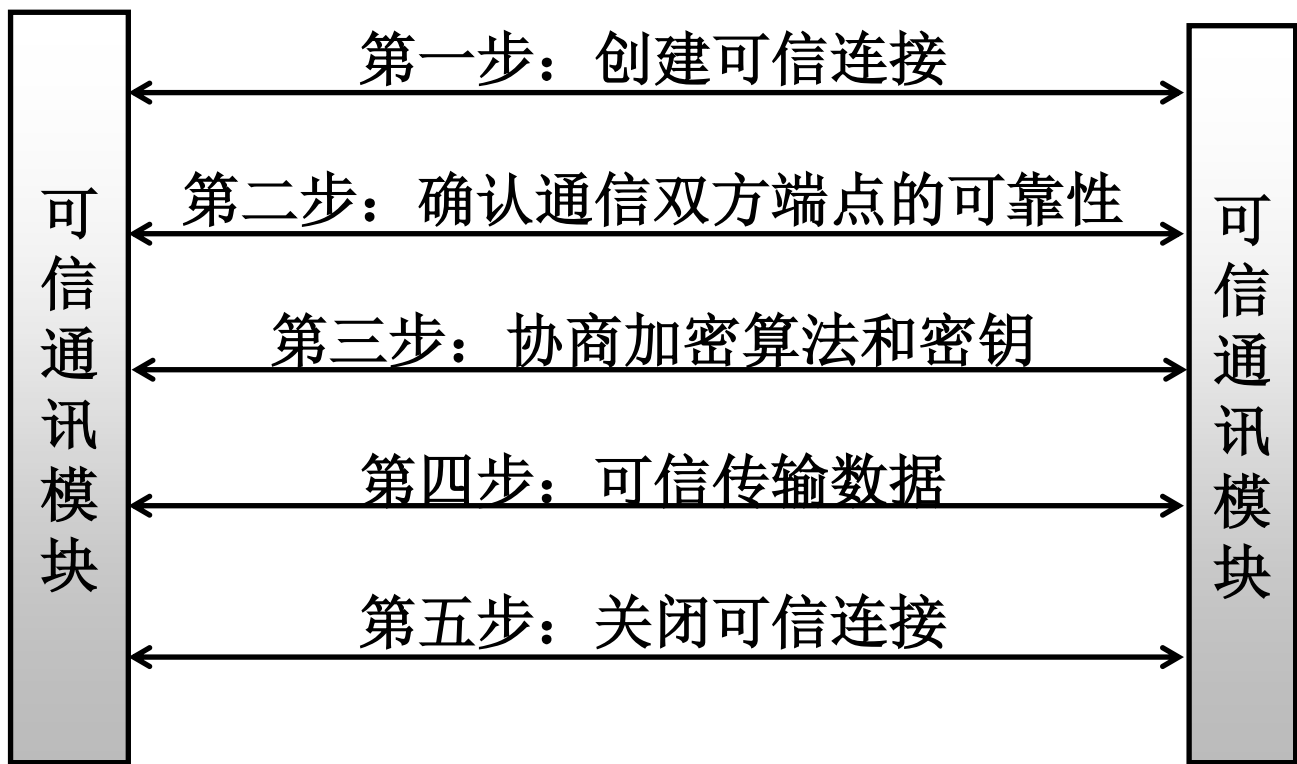 可信通讯模块
第一步：创建可信连接
第二步：确认通信双方端点的可靠性
第三步：协商加密算法和密钥
第四步：可信传输数据
第五步：关闭可信连接
可信通讯模块